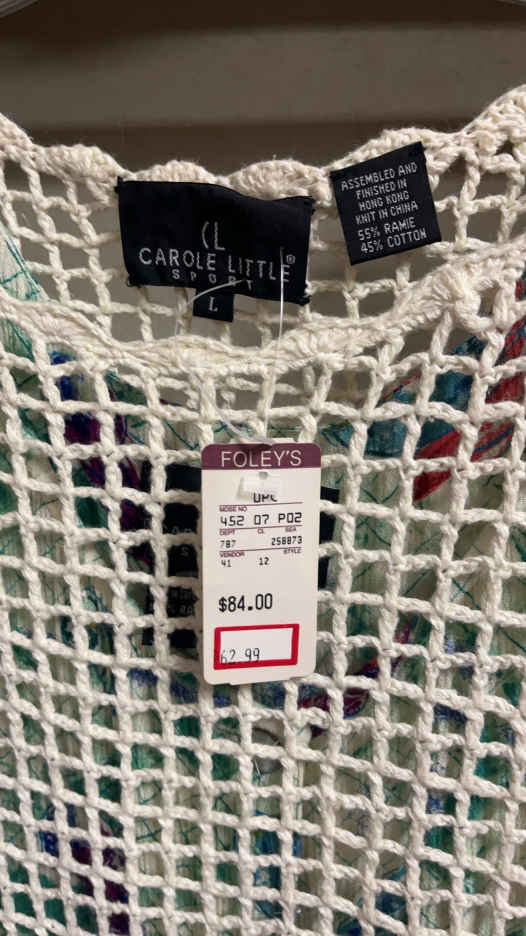 CL
CAROLE LITTLE®
SPORT
L
ASSEMBLED AND
FINISHED IN
HONG KONG
KNIT IN CHINA
55% RAMIE
45% COTTON
FOLEY'S
UPC
MDSE NO
452 07 P02
DEPT CL SEA
787 258873
VENDOR STYLE
41 12
$84.00
62.99